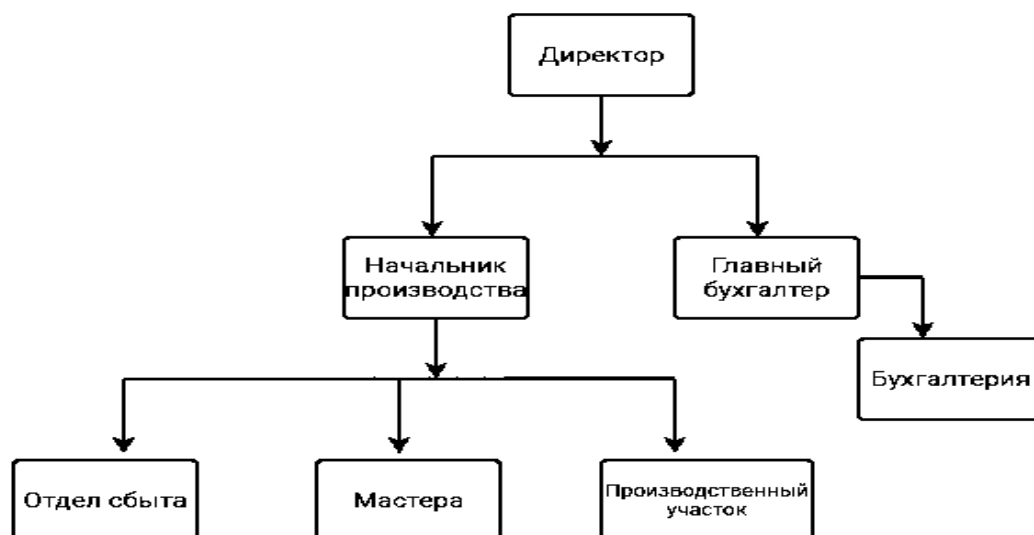 Директор
Начальник
производства
Главный
бухгалтер
Бухгалтерия
Отдел сбыта
Мастера
Производственный
участок